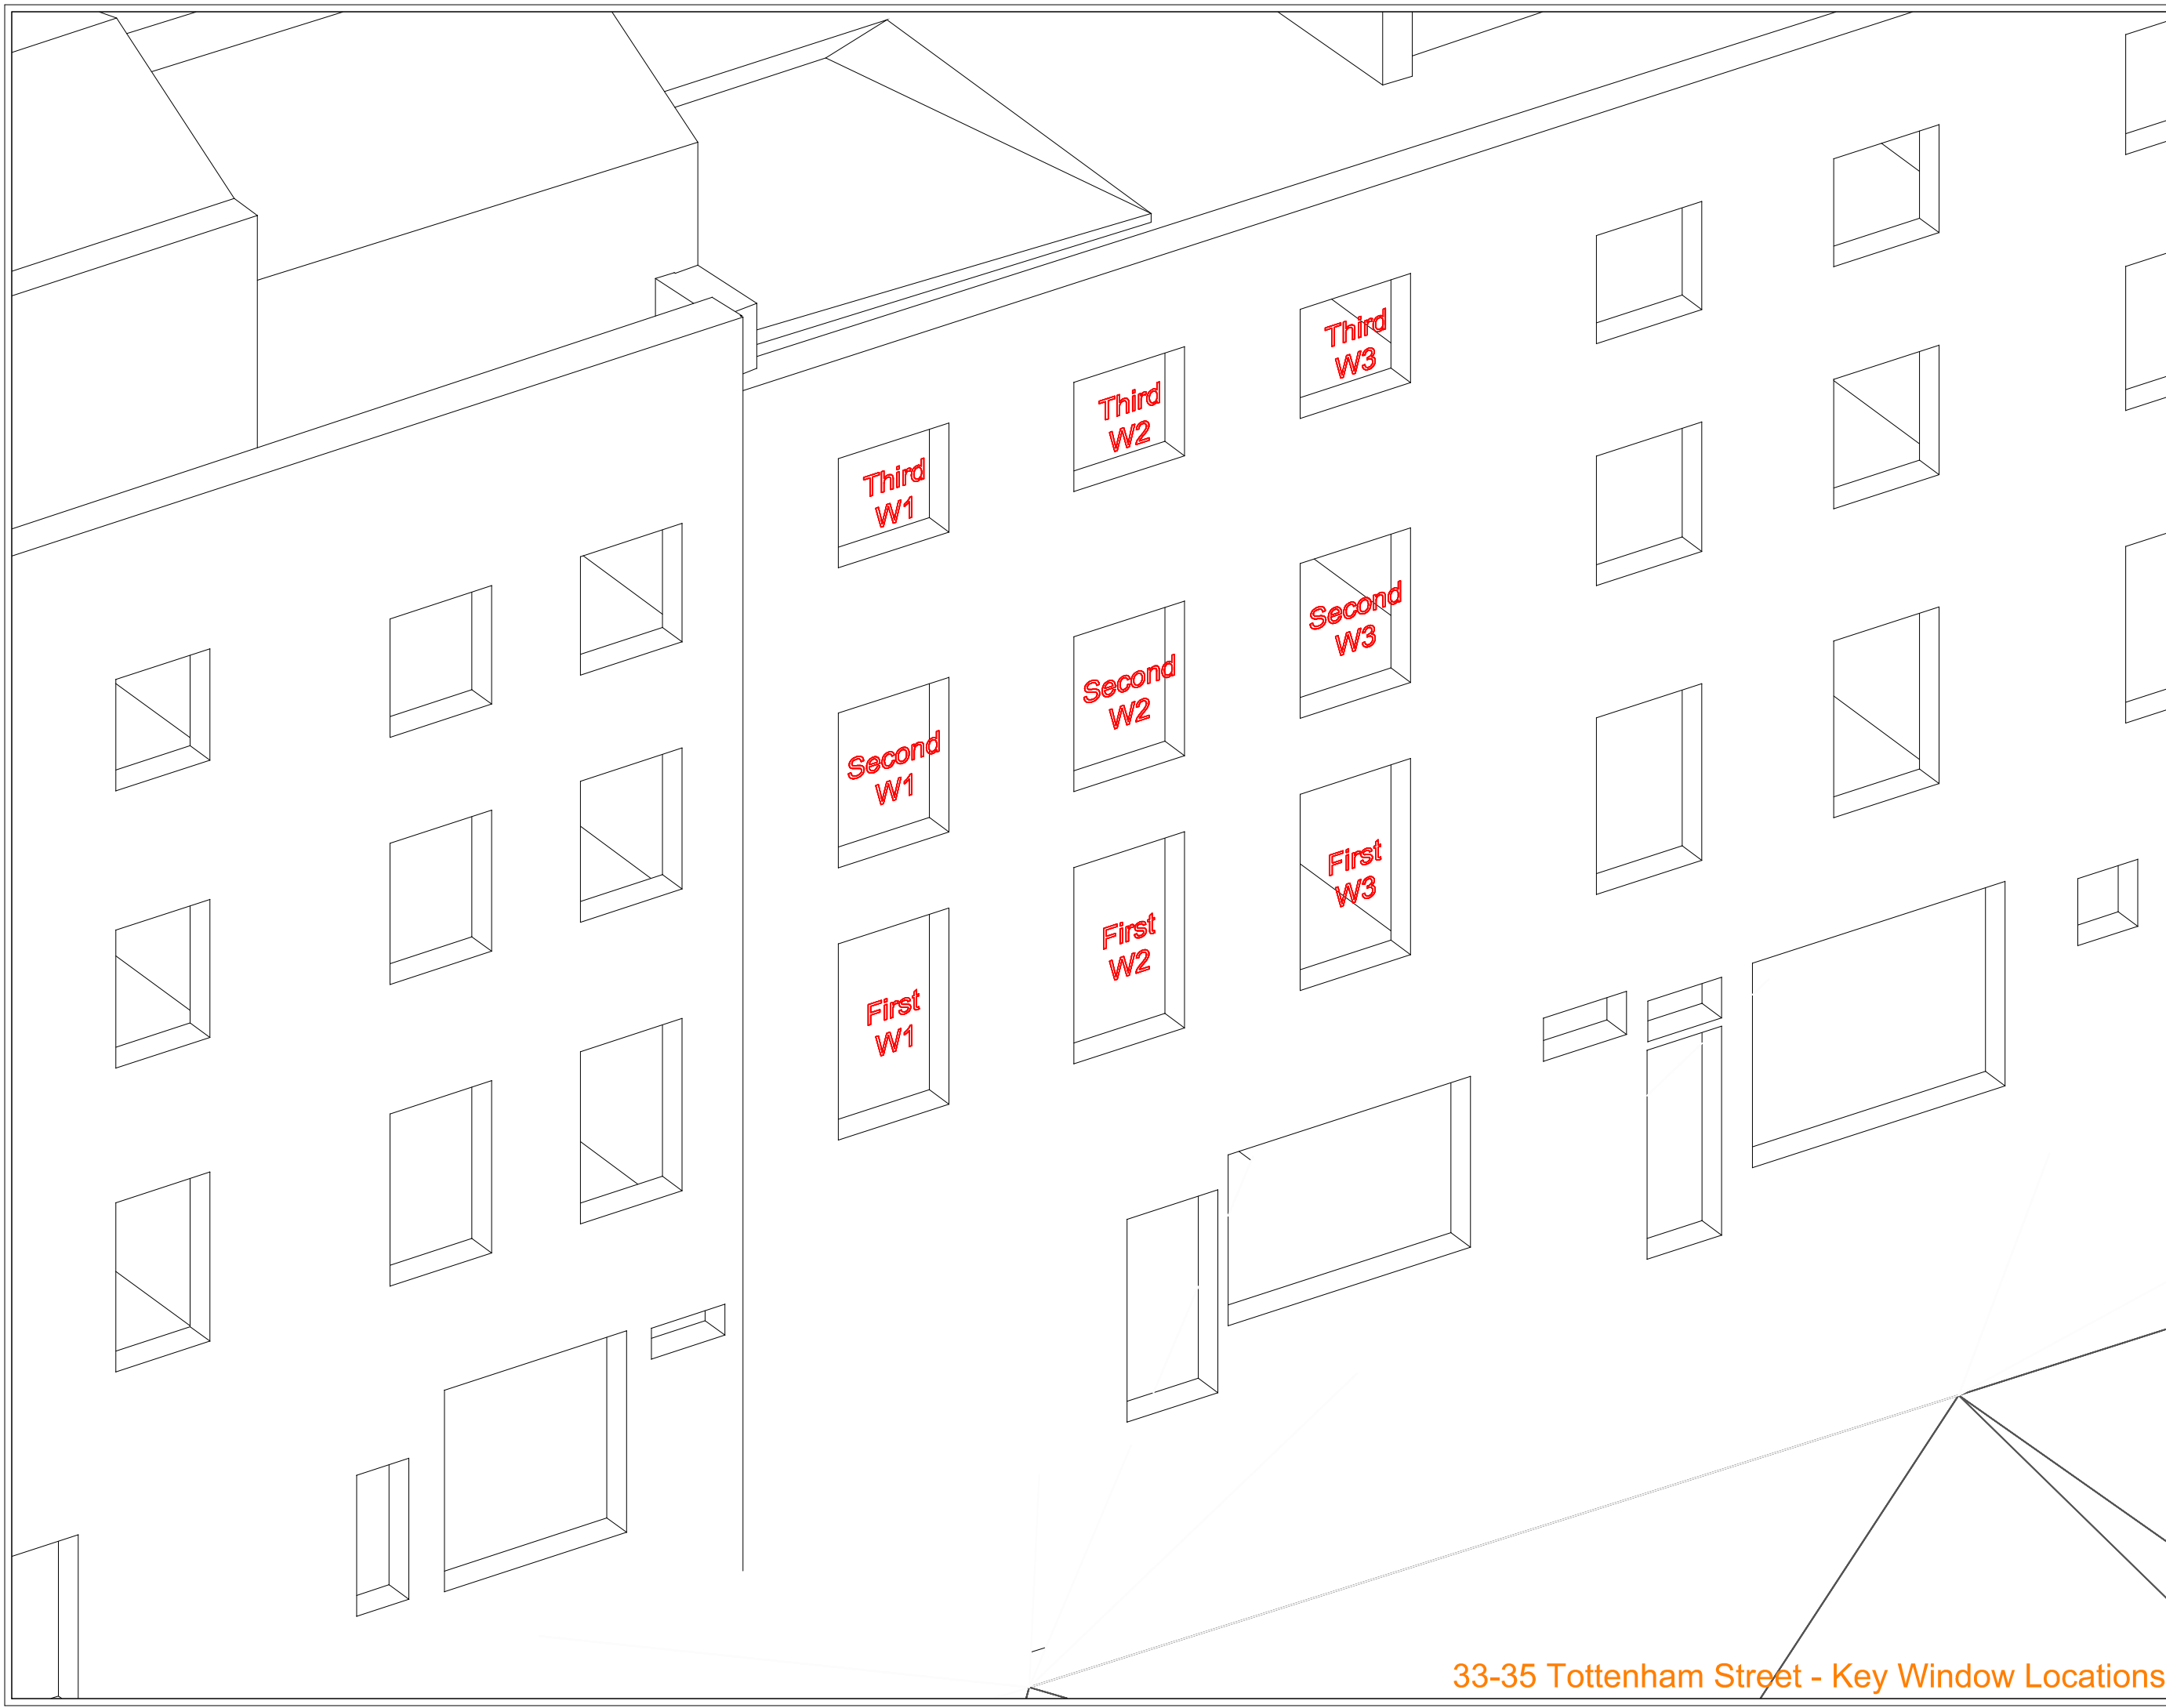 Third
W3
Third
W2
Third
W1
Second
W3
Second
W2
Second
W1
First
W3
First
W2
First
W1
33-35 Tottenham Street - Key Window Locations